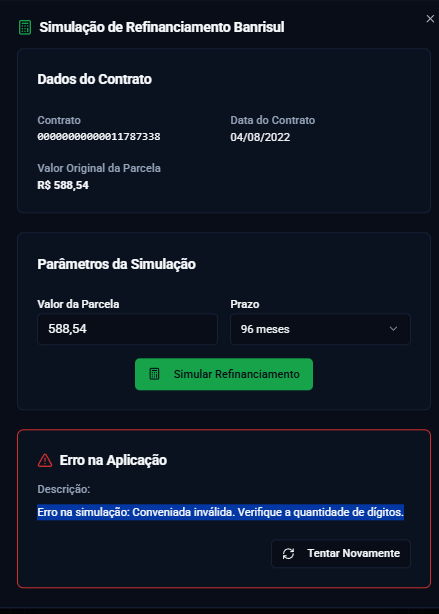 Simulação de Refinanciamento Banrisul
Dados do Contrato
Contrato
Data do Contrato
00000000000011787338
04/08/2022
Valor Original da Parcela
R$ 588,54
Parâmetros da Simulação
Valor da Parcela
Prazo
588,54
96 meses
Simular Refinanciamento
Erro na Aplicação
Descrição:
Erro na simulação: Conveniada inválida. Verifique a quantidade de dígitos.
Tentar Novamente